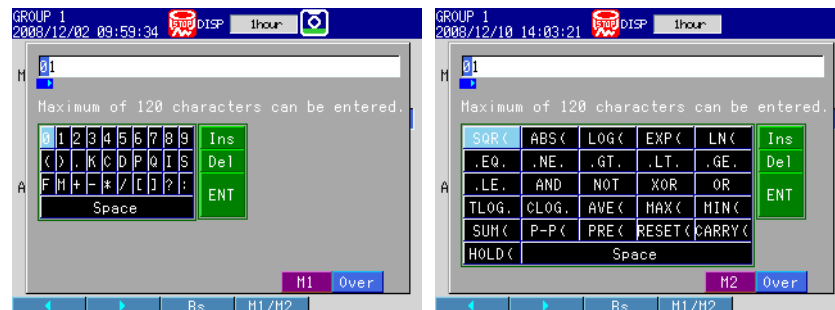 GROUP 1
2008/12/02 09:59:34 STOP DISP 1hour
01
M
Maximum of 120 characters can be entered.
0 1 2 3 4 5 6 7 8 9 Ins
( ) . K C D P Q I S Del
A
F M + - * / [ ] ? : ENT
Space
M1 Over
Bs M1/M2
GROUP 1
2008/12/10 14:03:21 STOP DISP 1hour
01
M
Maximum of 120 characters can be entered.
SQR( ABS( LOG( EXP( LN( Ins
.EQ. .NE. .GT. .LT. .GE. Del
A
.LE. AND NOT XOR OR ENT
TLOG. CLOG. AVE( MAX( MIN(
SUM( P-P( PRE( RESET( CARRY(
HOLD( Space
M2 Over
Bs M1/M2